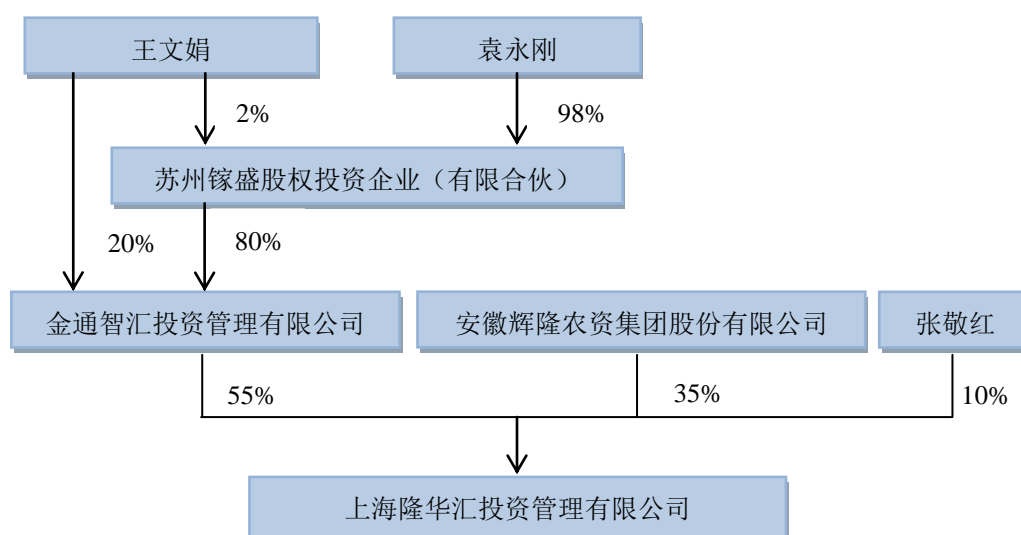 王文娟
袁永刚
2%
98%
苏州镓盛股权投资企业（有限合伙）
20%
80%
金通智汇投资管理有限公司
安徽辉隆农资集团股份有限公司
张敬红
55%
35%
10%
上海隆华汇投资管理有限公司